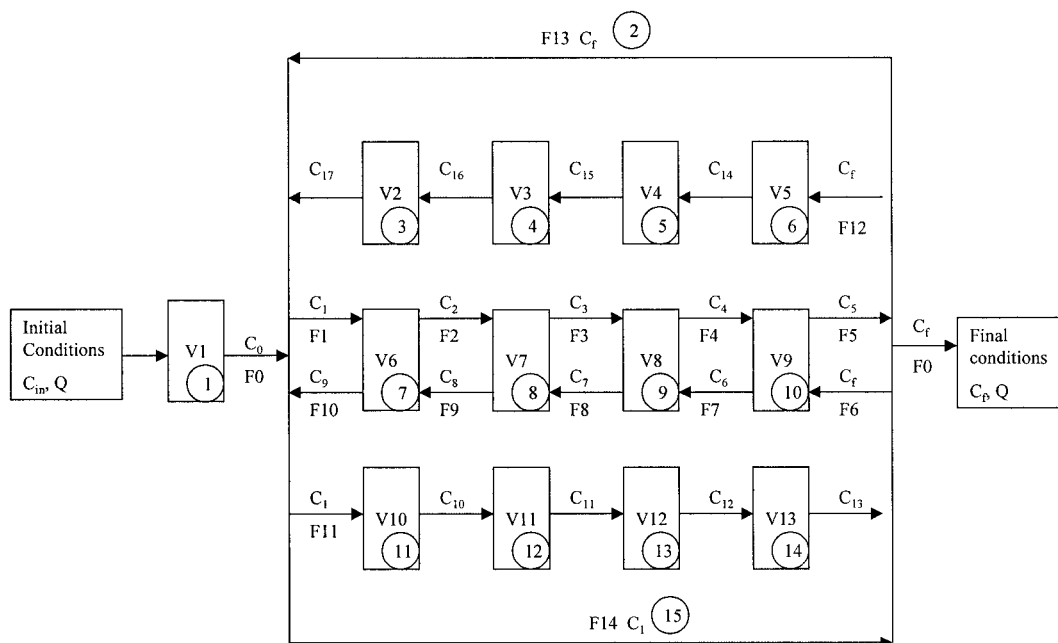 F13 C_f 2
C_17 C_16 C_15 C_14 C_f
V2 V3 V4 V5
3 4 5 6
F12
C_1 C_2 C_3 C_4 C_5
F1 F2 F3 F4 F5
Initial Conditions
C_in, Q
V1
1
C_0
F0
V6 V7 V8 V9
C_9 C_8 C_7 C_6 C_f
7 8 9 10
F10 F9 F8 F7 F6
C_f
F0
Final conditions
C_f, Q
C_1 C_10 C_11 C_12 C_13
V10 V11 V12 V13
F11
11 12 13 14
F14 C_1 15